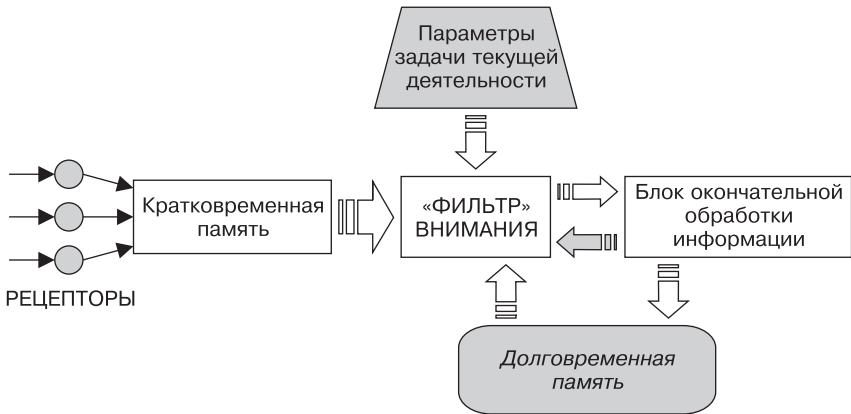 Параметры
задачи текущей
деятельности
Кратковременная
память
«ФИЛЬТР»
ВНИМАНИЯ
Блок окончательной
обработки
информации
РЕЦЕПТОРЫ
Долговременная
память